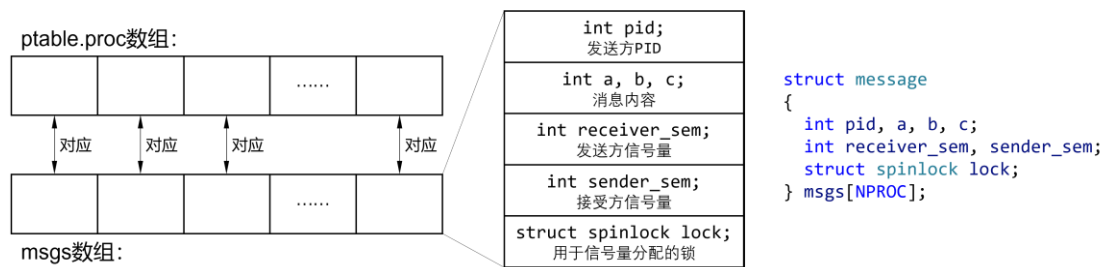 ptable.proc数组：
……
对应
对应
对应
对应
……
msgs数组：
int pid;
发送方PID
int a, b, c;
消息内容
int receiver_sem;
发送方信号量
int sender_sem;
接受方信号量
struct spinlock lock;
用于信号量分配的锁
struct message
{
int pid, a, b, c;
int receiver_sem, sender_sem;
struct spinlock lock;
} msgs[NPROC];